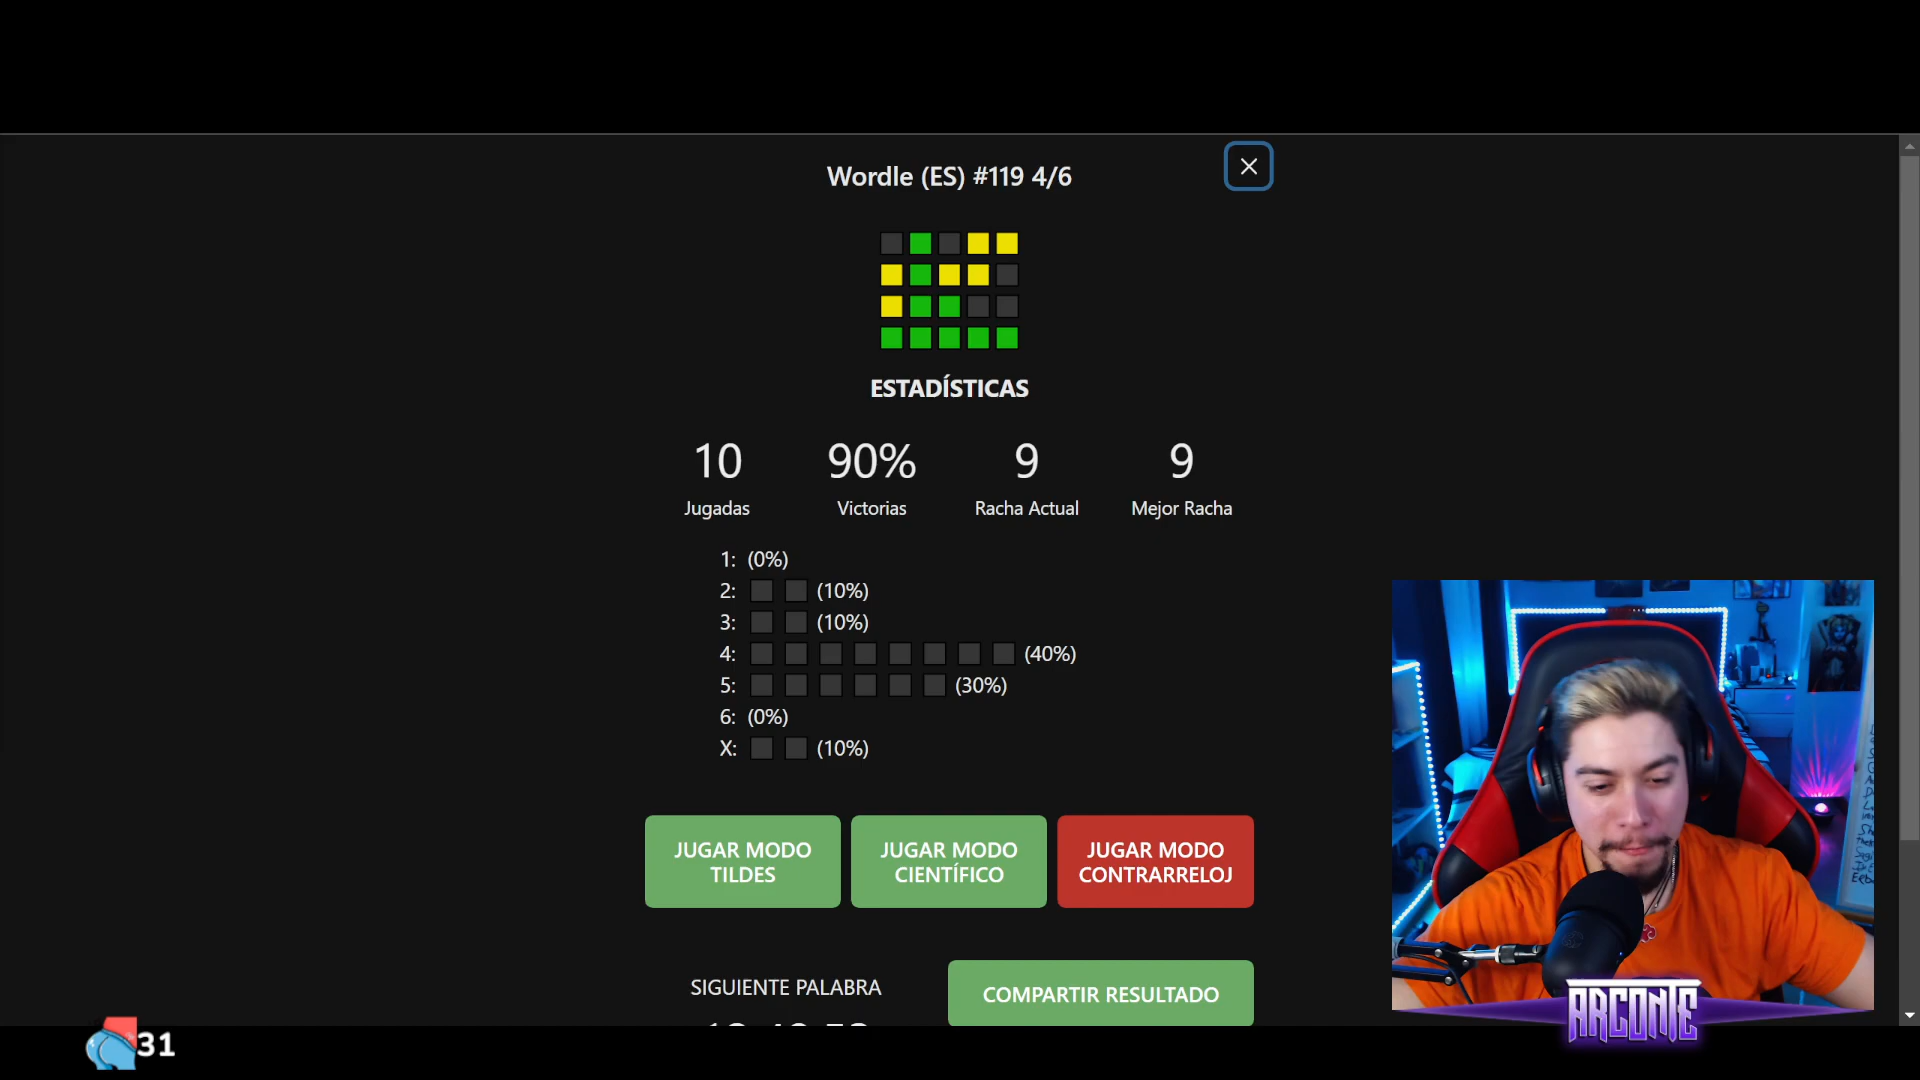 Wordle (ES) #119 4/6
ESTADÍSTICAS
10 90% 9 9
Jugadas Victorias Racha Actual Mejor Racha
1: (0%)
2: (10%)
3: (10%)
4: (40%)
5: (30%)
6: (0%)
X: (10%)
JUGAR MODO
TILDES
JUGAR MODO
CIENTÍFICO
JUGAR MODO
CONTRARRELOJ
SIGUIENTE PALABRA
COMPARTIR RESULTADO
ARCONTE
31